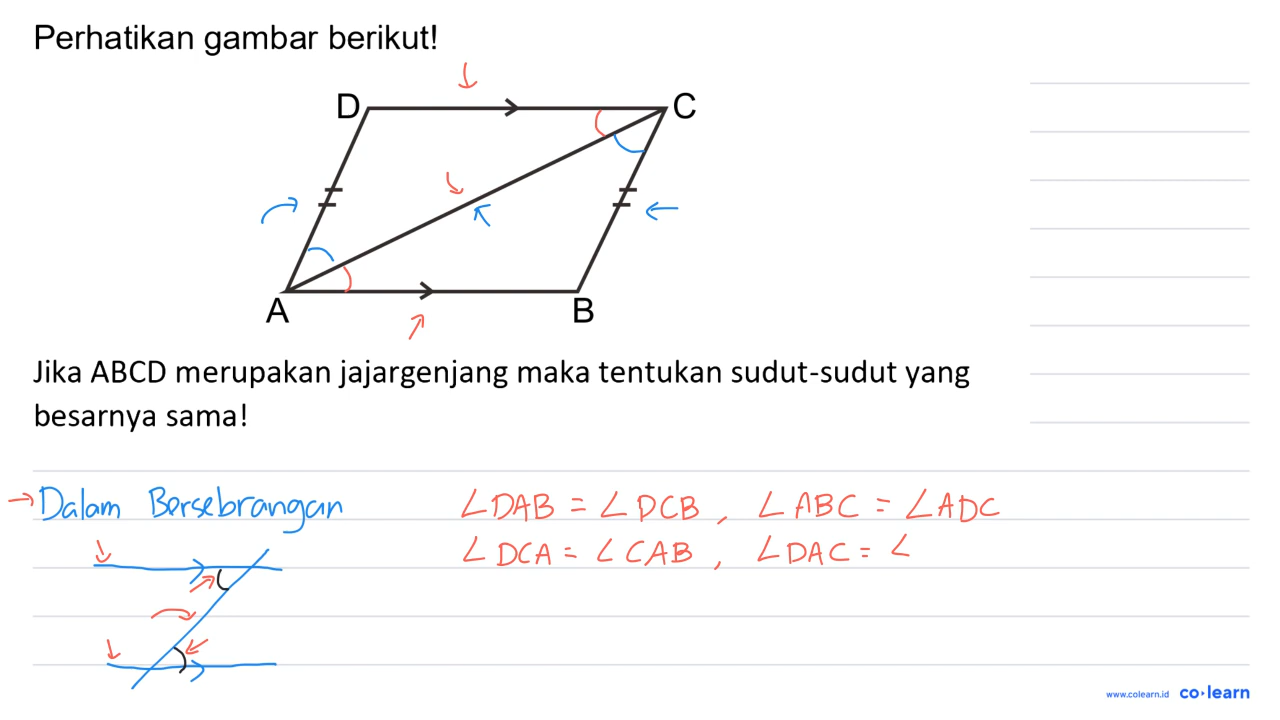 Perhatikan gambar berikut!
D
C
A
B
Jika ABCD merupakan jajargenjang maka tentukan sudut-sudut yang
besarnya sama!
→ Dalam Bersebrangan
∠DAB = ∠DCB, ∠ABC = ∠ADC
∠DCA = ∠CAB, ∠DAC = ∠
www.colearn.id co·learn